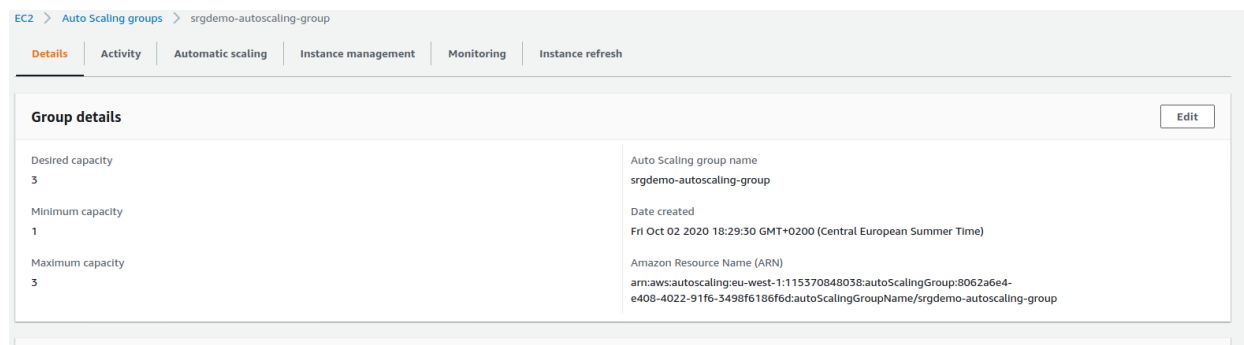 EC2 > Auto Scaling groups > srgdemo-autoscaling-group
Details Activity Automatic scaling Instance management Monitoring Instance refresh
Group details Edit
Desired capacity
3
Minimum capacity
1
Maximum capacity
3
Auto Scaling group name
srgdemo-autoscaling-group
Date created
Fri Oct 02 2020 18:29:30 GMT+0200 (Central European Summer Time)
Amazon Resource Name (ARN)
arn:aws:autoscaling:eu-west-1:115370848038:autoScalingGroup:8062a6e4-
e408-4022-91f6-3498f6186f6d:autoScalingGroupName/srgdemo-autoscaling-group